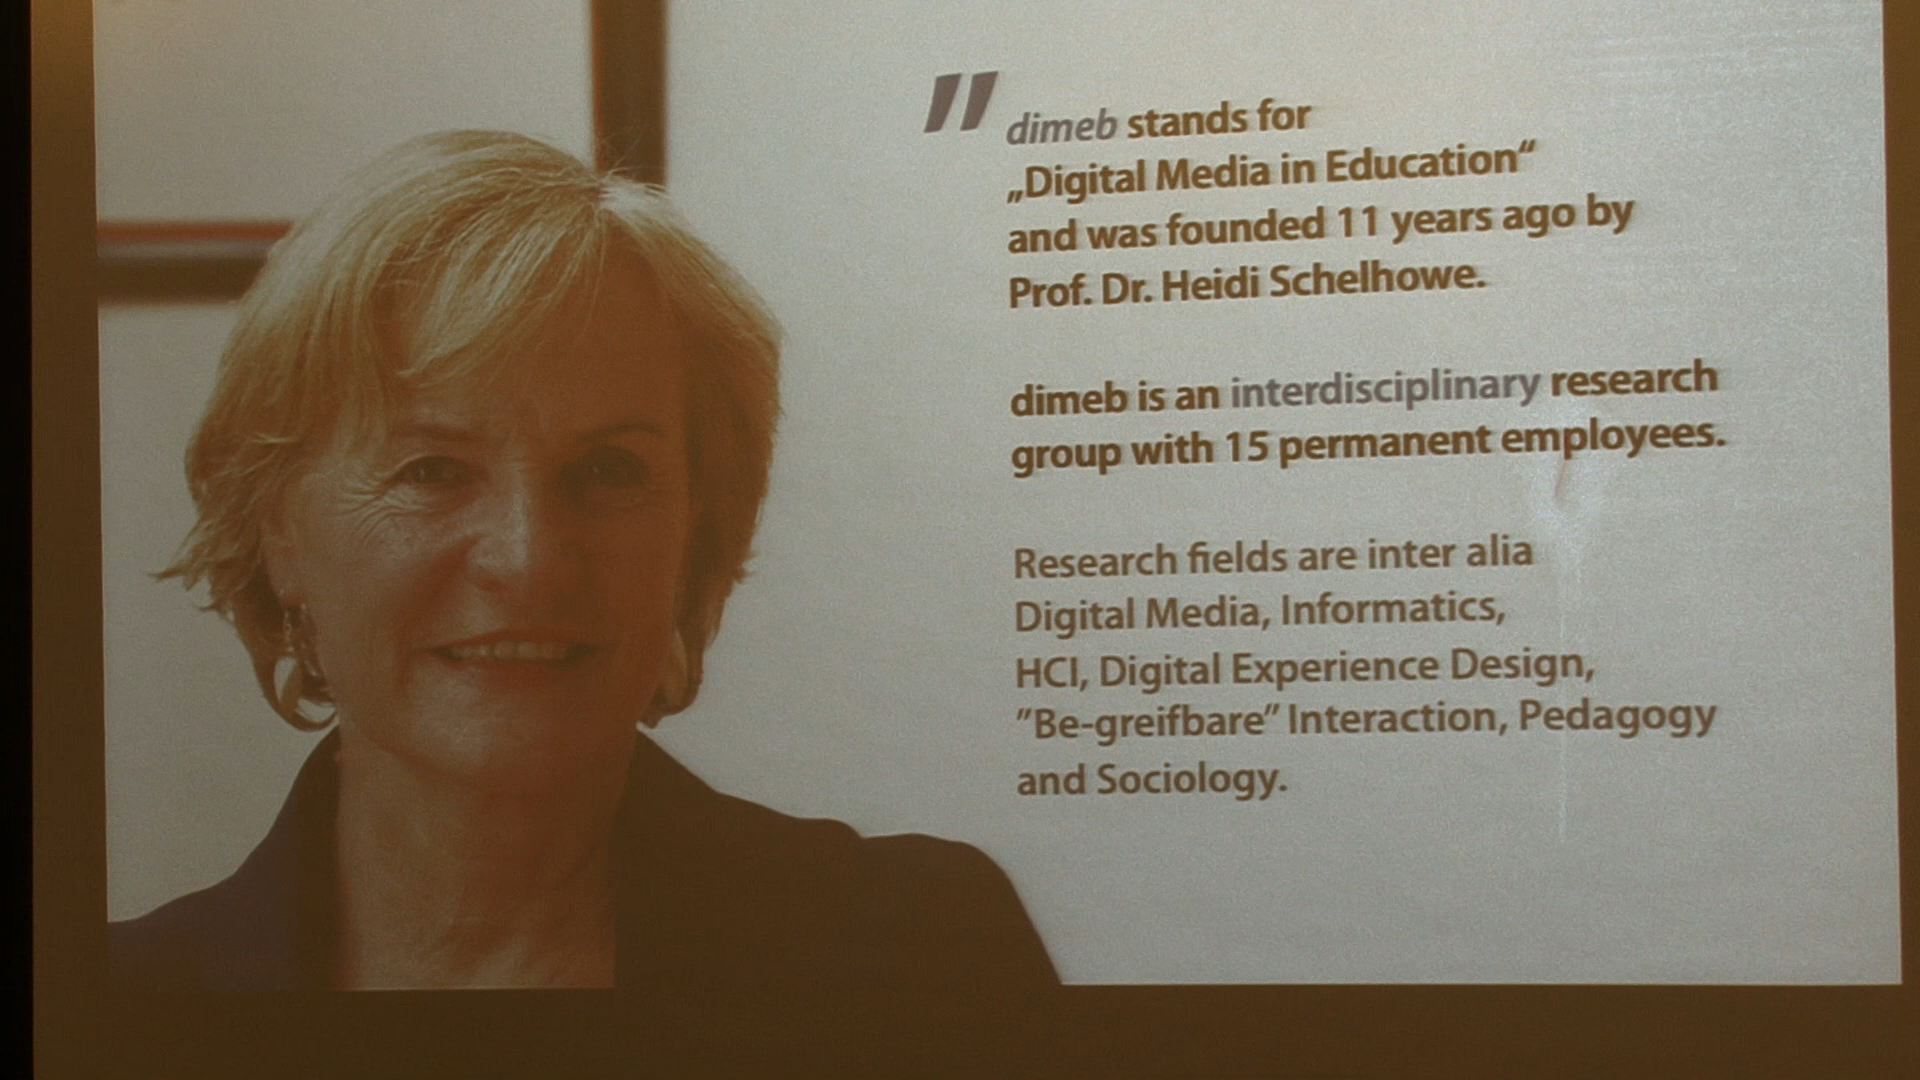 " dimeb stands for
„Digital Media in Education“
and was founded 11 years ago by
Prof. Dr. Heidi Schelhowe.
dimeb is an interdisciplinary research
group with 15 permanent employees.
Research fields are inter alia
Digital Media, Informatics,
HCI, Digital Experience Design,
”Be-greifbare” Interaction, Pedagogy
and Sociology.